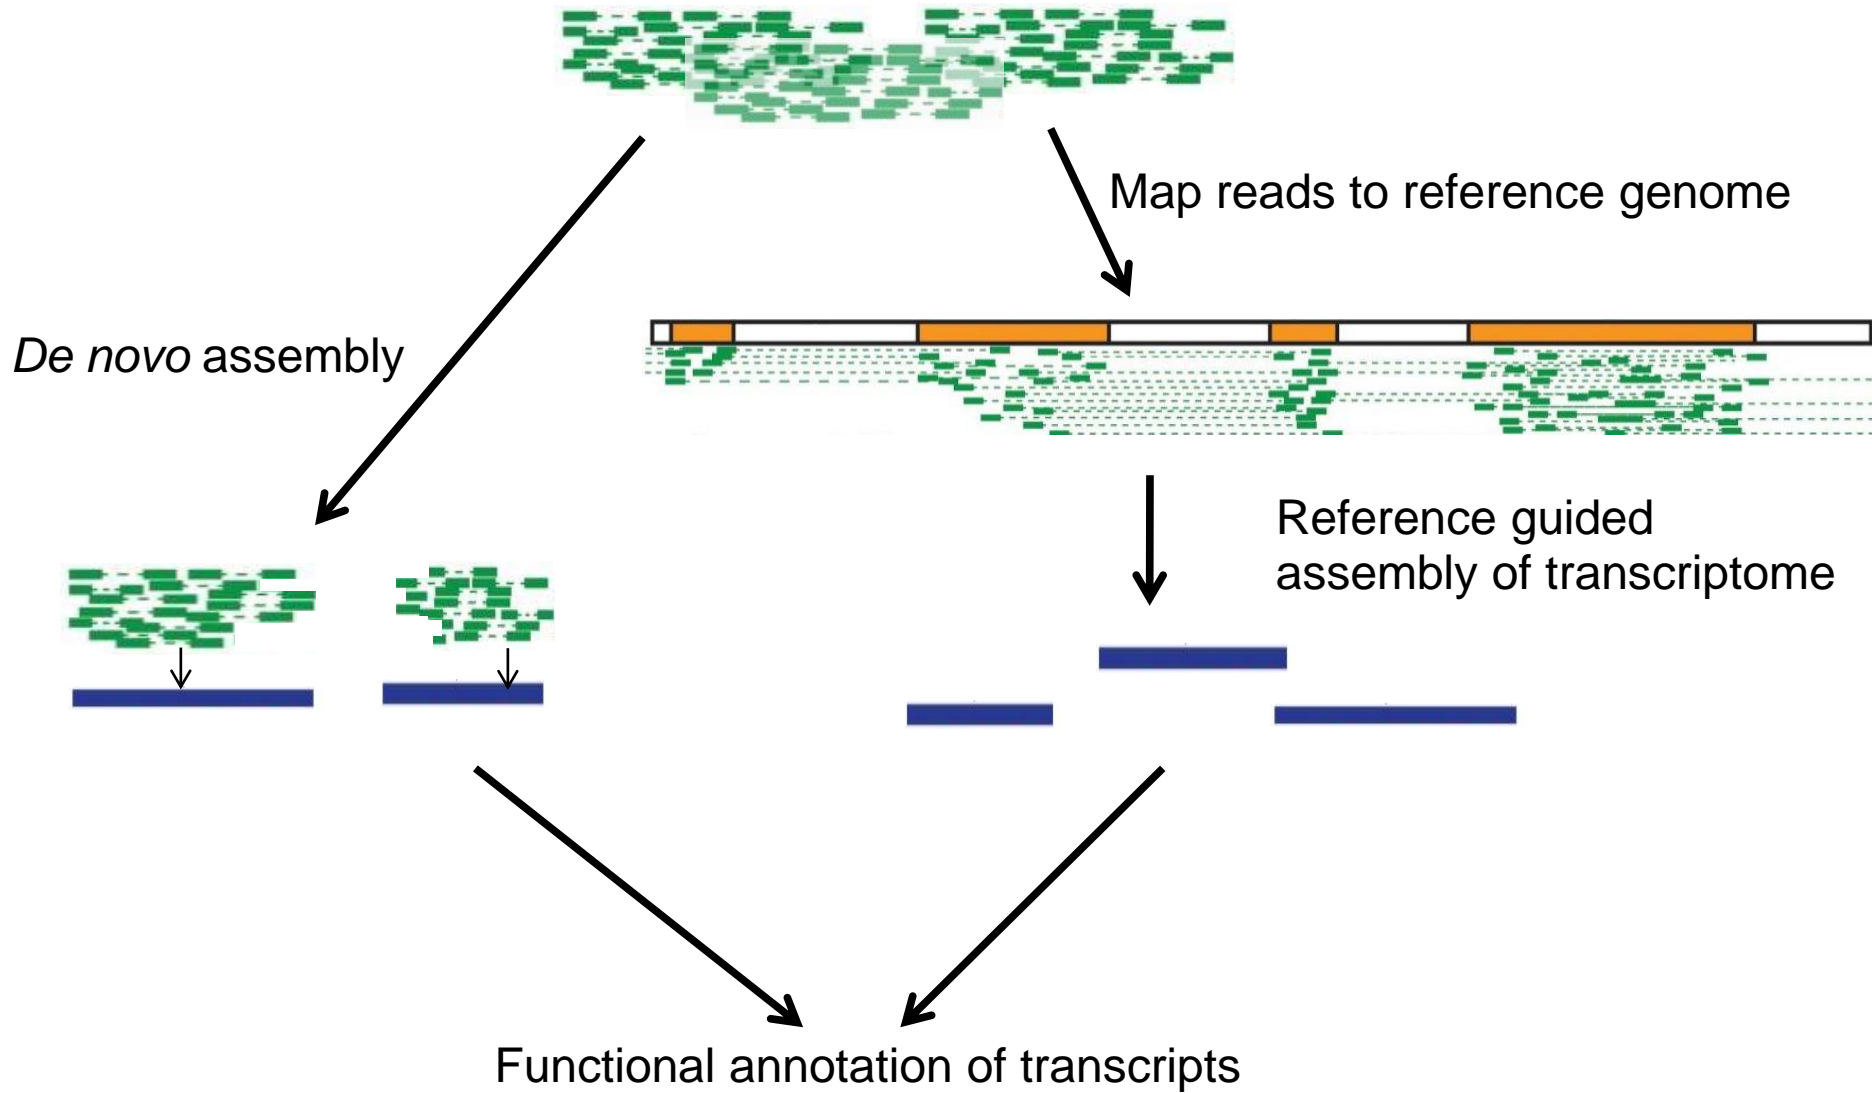 Map reads to reference genome
De novo assembly
Reference guided
assembly of transcriptome
Functional annotation of transcripts